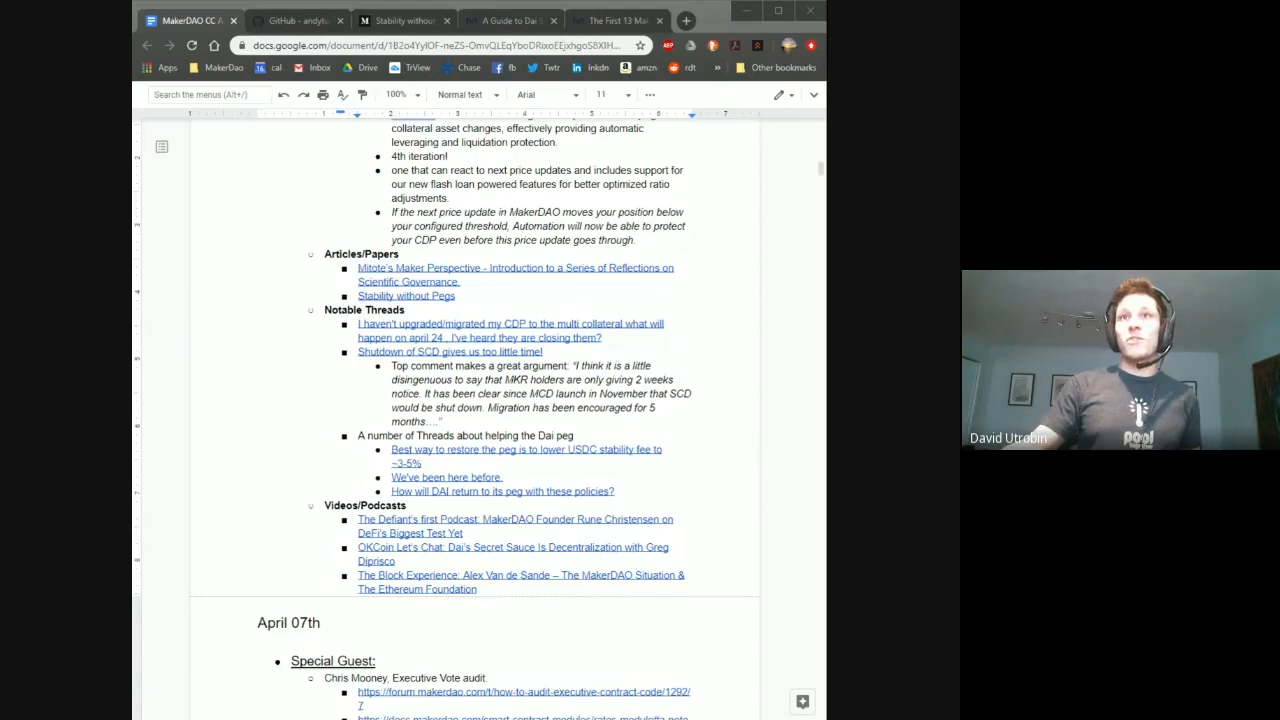 MakerDAO CC A
GitHub - andytu
Stability withou
A Guide to Dai S
The First 13 Mak
docs.google.com/document/d/1B2o4YyIOF-neZS-OmvQLEqYboDRixoEEjxhgoS8XIH...
Apps MakerDao cal Inbox Drive TrView Chase fb Twtr lnkdn amzn rdt » Other bookmarks
Search the menus (Alt+/) 100% Normal text Arial 11
1 1 2 3 4 5 6 7
collateral asset changes, effectively providing automatic
leveraging and liquidation protection.
● 4th iteration!
● one that can react to next price updates and includes support for
our new flash loan powered features for better optimized ratio
adjustments.
● If the next price update in MakerDAO moves your position below
your configured threshold, Automation will now be able to protect
your CDP even before this price update goes through.
○ Articles/Papers
■ Mitote's Maker Perspective - Introduction to a Series of Reflections on
Scientific Governance.
■ Stability without Pegs
○ Notable Threads
■ I haven't upgraded/migrated my CDP to the multi collateral what will
happen on april 24 , I've heard they are closing them?
■ Shutdown of SCD gives us too little time!
● Top comment makes a great argument: "I think it is a little
disingenuous to say that MKR holders are only giving 2 weeks
notice. It has been clear since MCD launch in November that SCD
would be shut down. Migration has been encouraged for 5
months…."
■ A number of Threads about helping the Dai peg
● Best way to restore the peg is to lower USDC stability fee to
~3-5%
● We've been here before.
● How will DAI return to its peg with these policies?
○ Videos/Podcasts
■ The Defiant's first Podcast: MakerDAO Founder Rune Christensen on
DeFi's Biggest Test Yet
■ OKCoin Let's Chat: Dai's Secret Sauce Is Decentralization with Greg
Diprisco
■ The Block Experience: Alex Van de Sande – The MakerDAO Situation &
The Ethereum Foundation
April 07th
● Special Guest:
○ Chris Mooney, Executive Vote audit.
■ https://forum.makerdao.com/t/how-to-audit-executive-contract-code/1292/
7
David Utrobin
pool